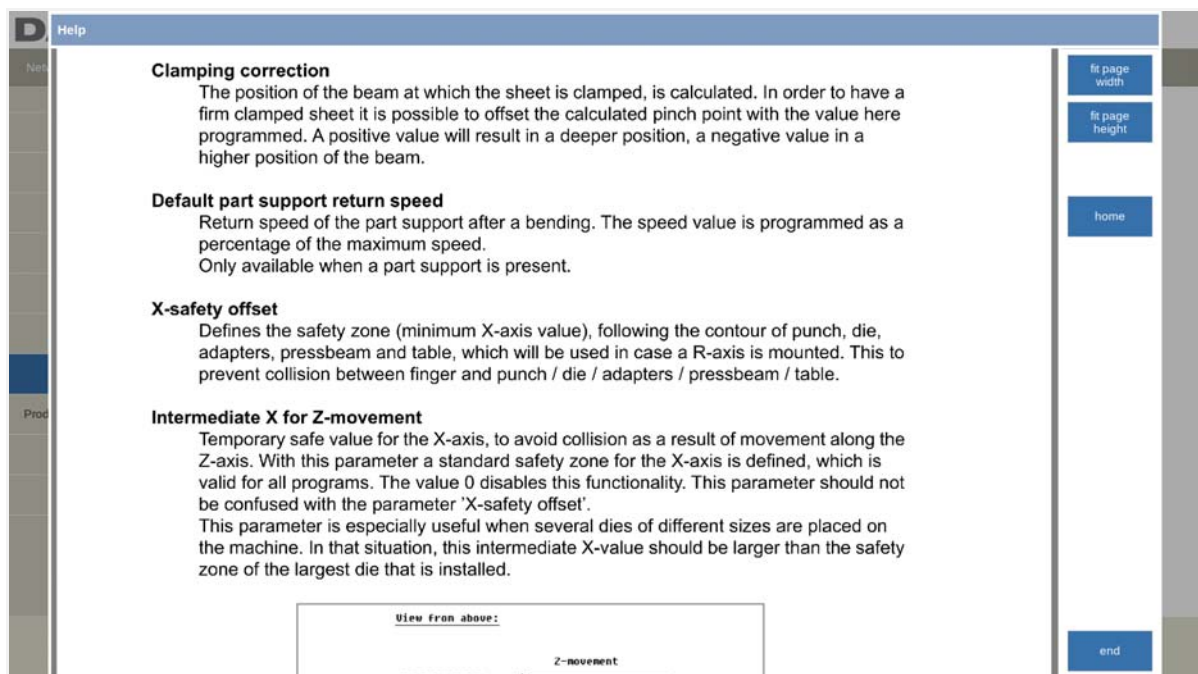 Help
Clamping correction
The position of the beam at which the sheet is clamped, is calculated. In order to have a
firm clamped sheet it is possible to offset the calculated pinch point with the value here
programmed. A positive value will result in a deeper position, a negative value in a
higher position of the beam.
Default part support return speed
Return speed of the part support after a bending. The speed value is programmed as a
percentage of the maximum speed.
Only available when a part support is present.
X-safety offset
Defines the safety zone (minimum X-axis value), following the contour of punch, die,
adapters, pressbeam and table, which will be used in case a R-axis is mounted. This to
prevent collision between finger and punch / die / adapters / pressbeam / table.
Intermediate X for Z-movement
Temporary safe value for the X-axis, to avoid collision as a result of movement along the
Z-axis. With this parameter a standard safety zone for the X-axis is defined, which is
valid for all programs. The value 0 disables this functionality. This parameter should not
be confused with the parameter 'X-safety offset'.
This parameter is especially useful when several dies of different sizes are placed on
the machine. In that situation, this intermediate X-value should be larger than the safety
zone of the largest die that is installed.
View from above:
Z-movement
fit page
width
fit page
height
home
end
Prod